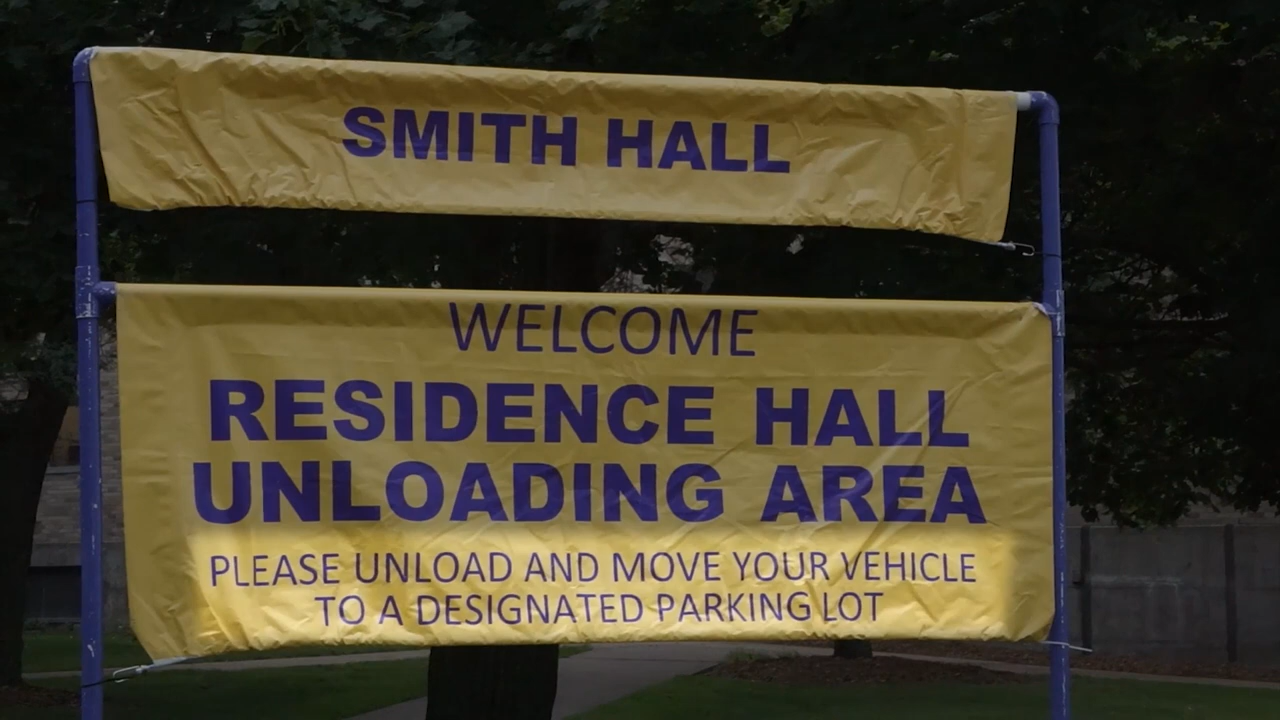 SMITH HALL
WELCOME
RESIDENCE HALL
UNLOADING AREA
PLEASE UNLOAD AND MOVE YOUR VEHICLE
TO A DESIGNATED PARKING LOT